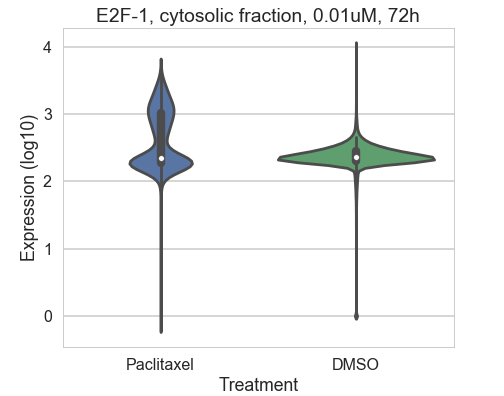 E2F-1, cytosolic fraction, 0.01uM, 72h
Expression (log10)
4
3
2
1
0
Paclitaxel
DMSO
Treatment